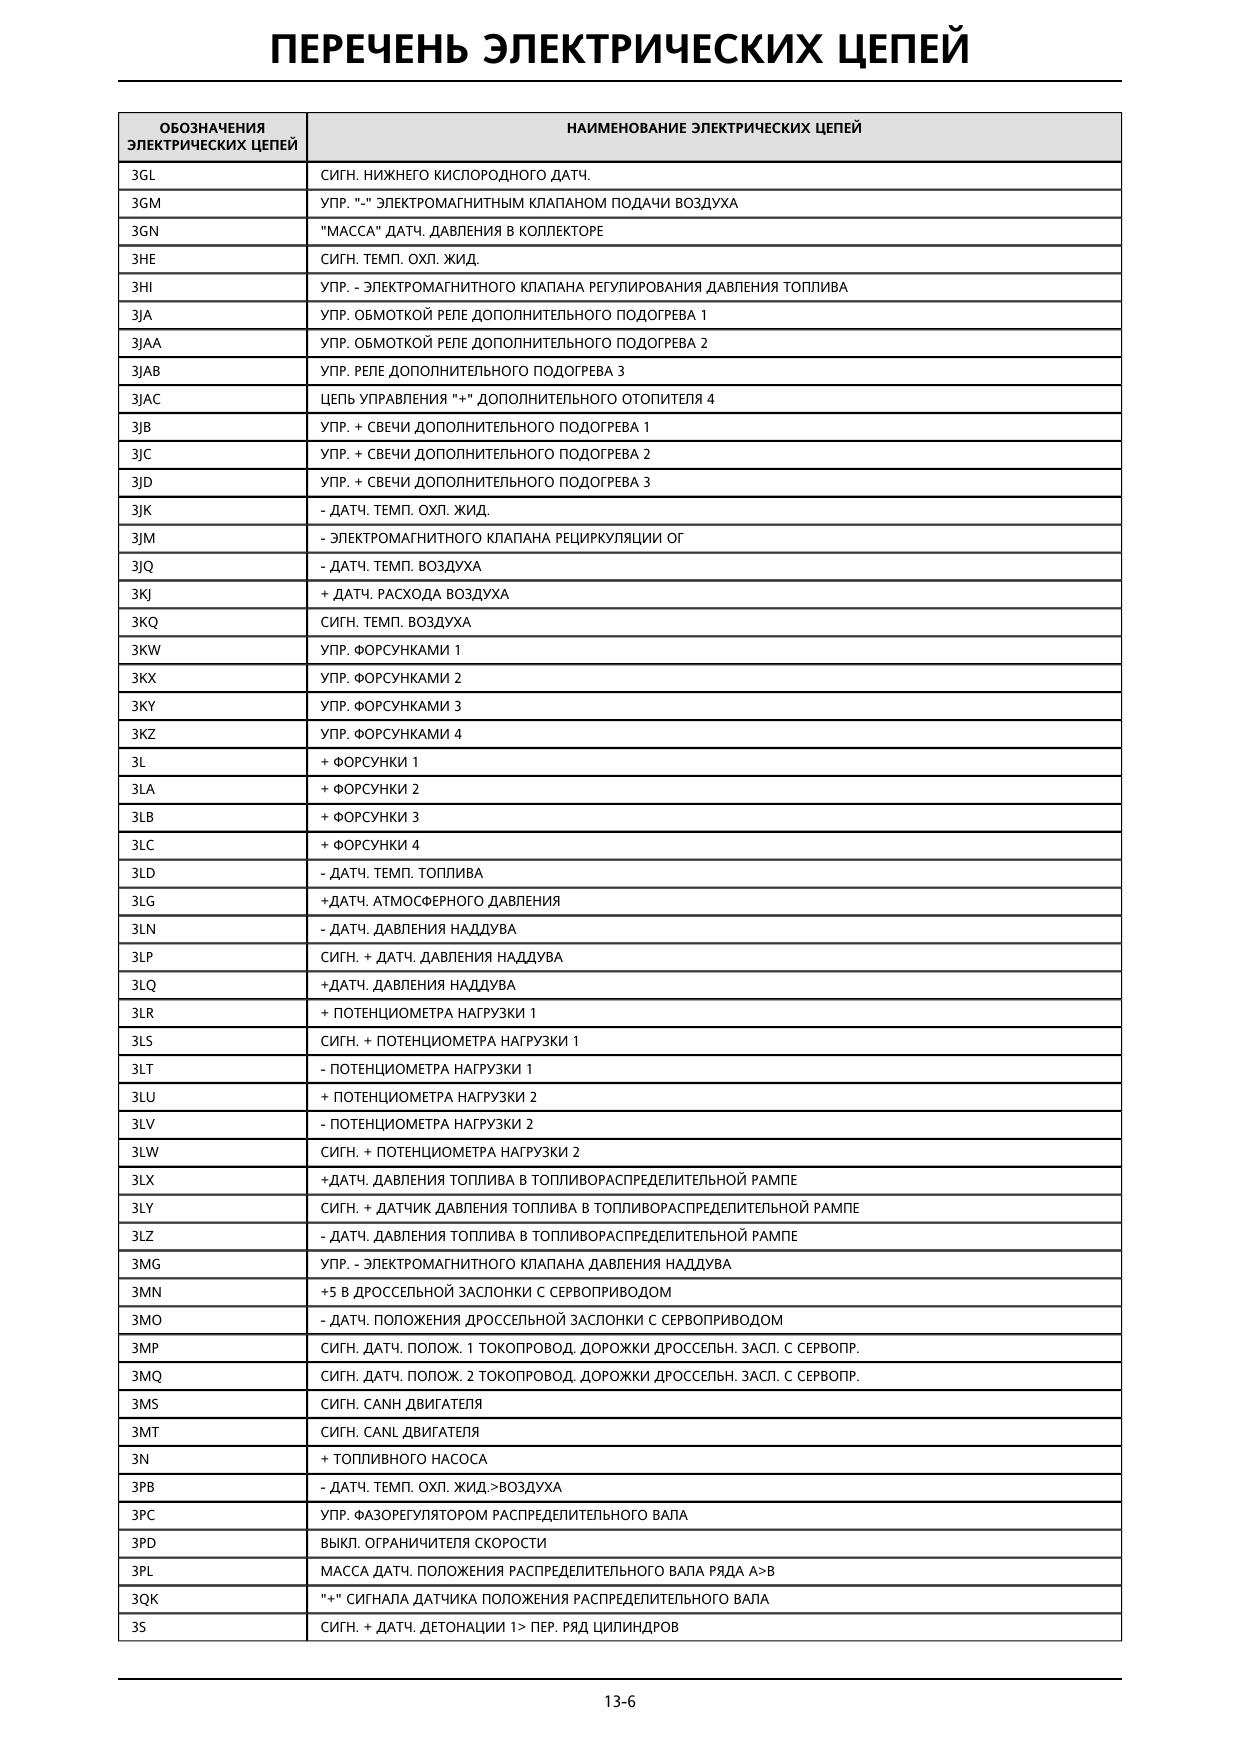 ПЕРЕЧЕНЬ ЭЛЕКТРИЧЕСКИХ ЦЕПЕЙ
ОБОЗНАЧЕНИЯ
ЭЛЕКТРИЧЕСКИХ ЦЕПЕЙ
НАИМЕНОВАНИЕ ЭЛЕКТРИЧЕСКИХ ЦЕПЕЙ
3GL СИГН. НИЖНЕГО КИСЛОРОДНОГО ДАТЧ.
3GM УПР. "-" ЭЛЕКТРОМАГНИТНЫМ КЛАПАНОМ ПОДАЧИ ВОЗДУХА
3GN "МАССА" ДАТЧ. ДАВЛЕНИЯ В КОЛЛЕКТОРЕ
3HE СИГН. ТЕМП. ОХЛ. ЖИД.
3HI УПР. - ЭЛЕКТРОМАГНИТНОГО КЛАПАНА РЕГУЛИРОВАНИЯ ДАВЛЕНИЯ ТОПЛИВА
3JA УПР. ОБМОТКОЙ РЕЛЕ ДОПОЛНИТЕЛЬНОГО ПОДОГРЕВА 1
3JAA УПР. ОБМОТКОЙ РЕЛЕ ДОПОЛНИТЕЛЬНОГО ПОДОГРЕВА 2
3JAB УПР. РЕЛЕ ДОПОЛНИТЕЛЬНОГО ПОДОГРЕВА 3
3JAC ЦЕПЬ УПРАВЛЕНИЯ "+" ДОПОЛНИТЕЛЬНОГО ОТОПИТЕЛЯ 4
3JB УПР. + СВЕЧИ ДОПОЛНИТЕЛЬНОГО ПОДОГРЕВА 1
3JC УПР. + СВЕЧИ ДОПОЛНИТЕЛЬНОГО ПОДОГРЕВА 2
3JD УПР. + СВЕЧИ ДОПОЛНИТЕЛЬНОГО ПОДОГРЕВА 3
3JK - ДАТЧ. ТЕМП. ОХЛ. ЖИД.
3JM - ЭЛЕКТРОМАГНИТНОГО КЛАПАНА РЕЦИРКУЛЯЦИИ ОГ
3JQ - ДАТЧ. ТЕМП. ВОЗДУХА
3KJ + ДАТЧ. РАСХОДА ВОЗДУХА
3KQ СИГН. ТЕМП. ВОЗДУХА
3KW УПР. ФОРСУНКАМИ 1
3KX УПР. ФОРСУНКАМИ 2
3KY УПР. ФОРСУНКАМИ 3
3KZ УПР. ФОРСУНКАМИ 4
3L + ФОРСУНКИ 1
3LA + ФОРСУНКИ 2
3LB + ФОРСУНКИ 3
3LC + ФОРСУНКИ 4
3LD - ДАТЧ. ТЕМП. ТОПЛИВА
3LG +ДАТЧ. АТМОСФЕРНОГО ДАВЛЕНИЯ
3LN - ДАТЧ. ДАВЛЕНИЯ НАДДУВА
3LP СИГН. + ДАТЧ. ДАВЛЕНИЯ НАДДУВА
3LQ +ДАТЧ. ДАВЛЕНИЯ НАДДУВА
3LR + ПОТЕНЦИОМЕТРА НАГРУЗКИ 1
3LS СИГН. + ПОТЕНЦИОМЕТРА НАГРУЗКИ 1
3LT - ПОТЕНЦИОМЕТРА НАГРУЗКИ 1
3LU + ПОТЕНЦИОМЕТРА НАГРУЗКИ 2
3LV - ПОТЕНЦИОМЕТРА НАГРУЗКИ 2
3LW СИГН. + ПОТЕНЦИОМЕТРА НАГРУЗКИ 2
3LX +ДАТЧ. ДАВЛЕНИЯ ТОПЛИВА В ТОПЛИВОРАСПРЕДЕЛИТЕЛЬНОЙ РАМПЕ
3LY СИГН. + ДАТЧИК ДАВЛЕНИЯ ТОПЛИВА В ТОПЛИВОРАСПРЕДЕЛИТЕЛЬНОЙ РАМПЕ
3LZ - ДАТЧ. ДАВЛЕНИЯ ТОПЛИВА В ТОПЛИВОРАСПРЕДЕЛИТЕЛЬНОЙ РАМПЕ
3MG УПР. - ЭЛЕКТРОМАГНИТНОГО КЛАПАНА ДАВЛЕНИЯ НАДДУВА
3MN +5 В ДРОССЕЛЬНОЙ ЗАСЛОНКИ С СЕРВОПРИВОДОМ
3MO - ДАТЧ. ПОЛОЖЕНИЯ ДРОССЕЛЬНОЙ ЗАСЛОНКИ С СЕРВОПРИВОДОМ
3MP СИГН. ДАТЧ. ПОЛОЖ. 1 ТОКОПРОВОД. ДОРОЖКИ ДРОССЕЛЬН. ЗАСЛ. С СЕРВОПР.
3MQ СИГН. ДАТЧ. ПОЛОЖ. 2 ТОКОПРОВОД. ДОРОЖКИ ДРОССЕЛЬН. ЗАСЛ. С СЕРВОПР.
3MS СИГН. CANH ДВИГАТЕЛЯ
3MT СИГН. CANL ДВИГАТЕЛЯ
3N + ТОПЛИВНОГО НАСОСА
3PB - ДАТЧ. ТЕМП. ОХЛ. ЖИД.>ВОЗДУХА
3PC УПР. ФАЗОРЕГУЛЯТОРОМ РАСПРЕДЕЛИТЕЛЬНОГО ВАЛА
3PD ВЫКЛ. ОГРАНИЧИТЕЛЯ СКОРОСТИ
3PL МАССА ДАТЧ. ПОЛОЖЕНИЯ РАСПРЕДЕЛИТЕЛЬНОГО ВАЛА РЯДА А>В
3QK "+" СИГНАЛА ДАТЧИКА ПОЛОЖЕНИЯ РАСПРЕДЕЛИТЕЛЬНОГО ВАЛА
3S СИГН. + ДАТЧ. ДЕТОНАЦИИ 1> ПЕР. РЯД ЦИЛИНДРОВ
13-6